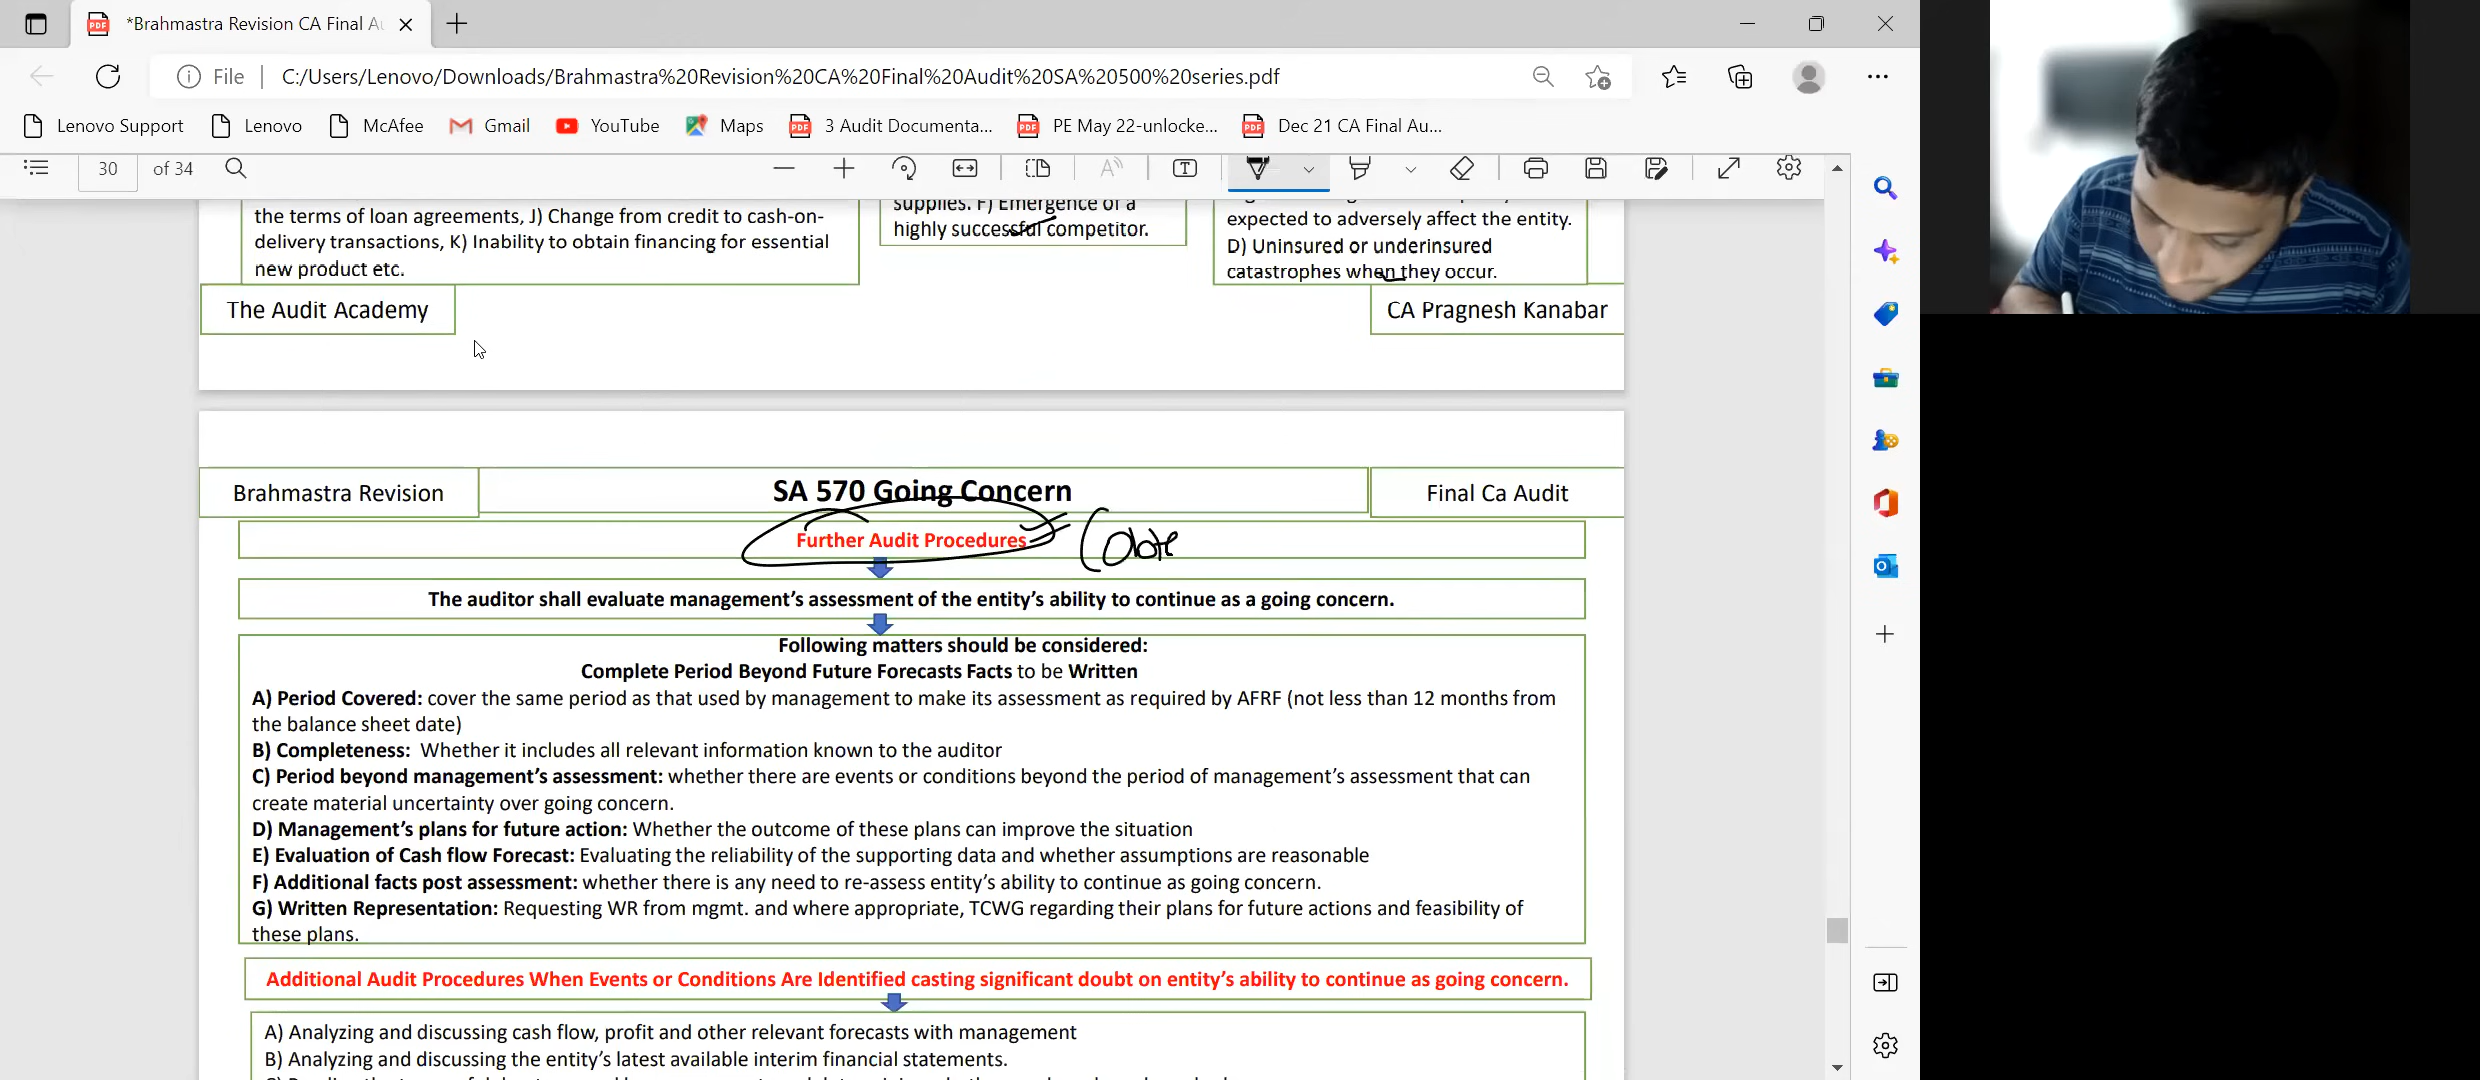 *Brahmastra Revision CA Final Au
File
C:/Users/Lenovo/Downloads/Brahmastra%20Revision%20CA%20Final%20Audit%20SA%20500%20series.pdf
Lenovo Support
Lenovo
McAfee
Gmail
YouTube
Maps
3 Audit Documenta...
PE May 22-unlocke...
Dec 21 CA Final Au...
30 of 34
the terms of loan agreements, J) Change from credit to cash-on-
delivery transactions, K) Inability to obtain financing for essential
new product etc.
supplies. F) Emergence of a
highly successful competitor.
expected to adversely affect the entity.
D) Uninsured or underinsured
catastrophes when they occur.
The Audit Academy
CA Pragnesh Kanabar
Brahmastra Revision
SA 570 Going Concern
Final Ca Audit
Further Audit Procedures
The auditor shall evaluate management’s assessment of the entity’s ability to continue as a going concern.
Following matters should be considered:
Complete Period Beyond Future Forecasts Facts to be Written
A) Period Covered: cover the same period as that used by management to make its assessment as required by AFRF (not less than 12 months from
the balance sheet date)
B) Completeness: Whether it includes all relevant information known to the auditor
C) Period beyond management’s assessment: whether there are events or conditions beyond the period of management’s assessment that can
create material uncertainty over going concern.
D) Management’s plans for future action: Whether the outcome of these plans can improve the situation
E) Evaluation of Cash flow Forecast: Evaluating the reliability of the supporting data and whether assumptions are reasonable
F) Additional facts post assessment: whether there is any need to re-assess entity’s ability to continue as going concern.
G) Written Representation: Requesting WR from mgmt. and where appropriate, TCWG regarding their plans for future actions and feasibility of
these plans.
Additional Audit Procedures When Events or Conditions Are Identified casting significant doubt on entity’s ability to continue as going concern.
A) Analyzing and discussing cash flow, profit and other relevant forecasts with management
B) Analyzing and discussing the entity’s latest available interim financial statements.